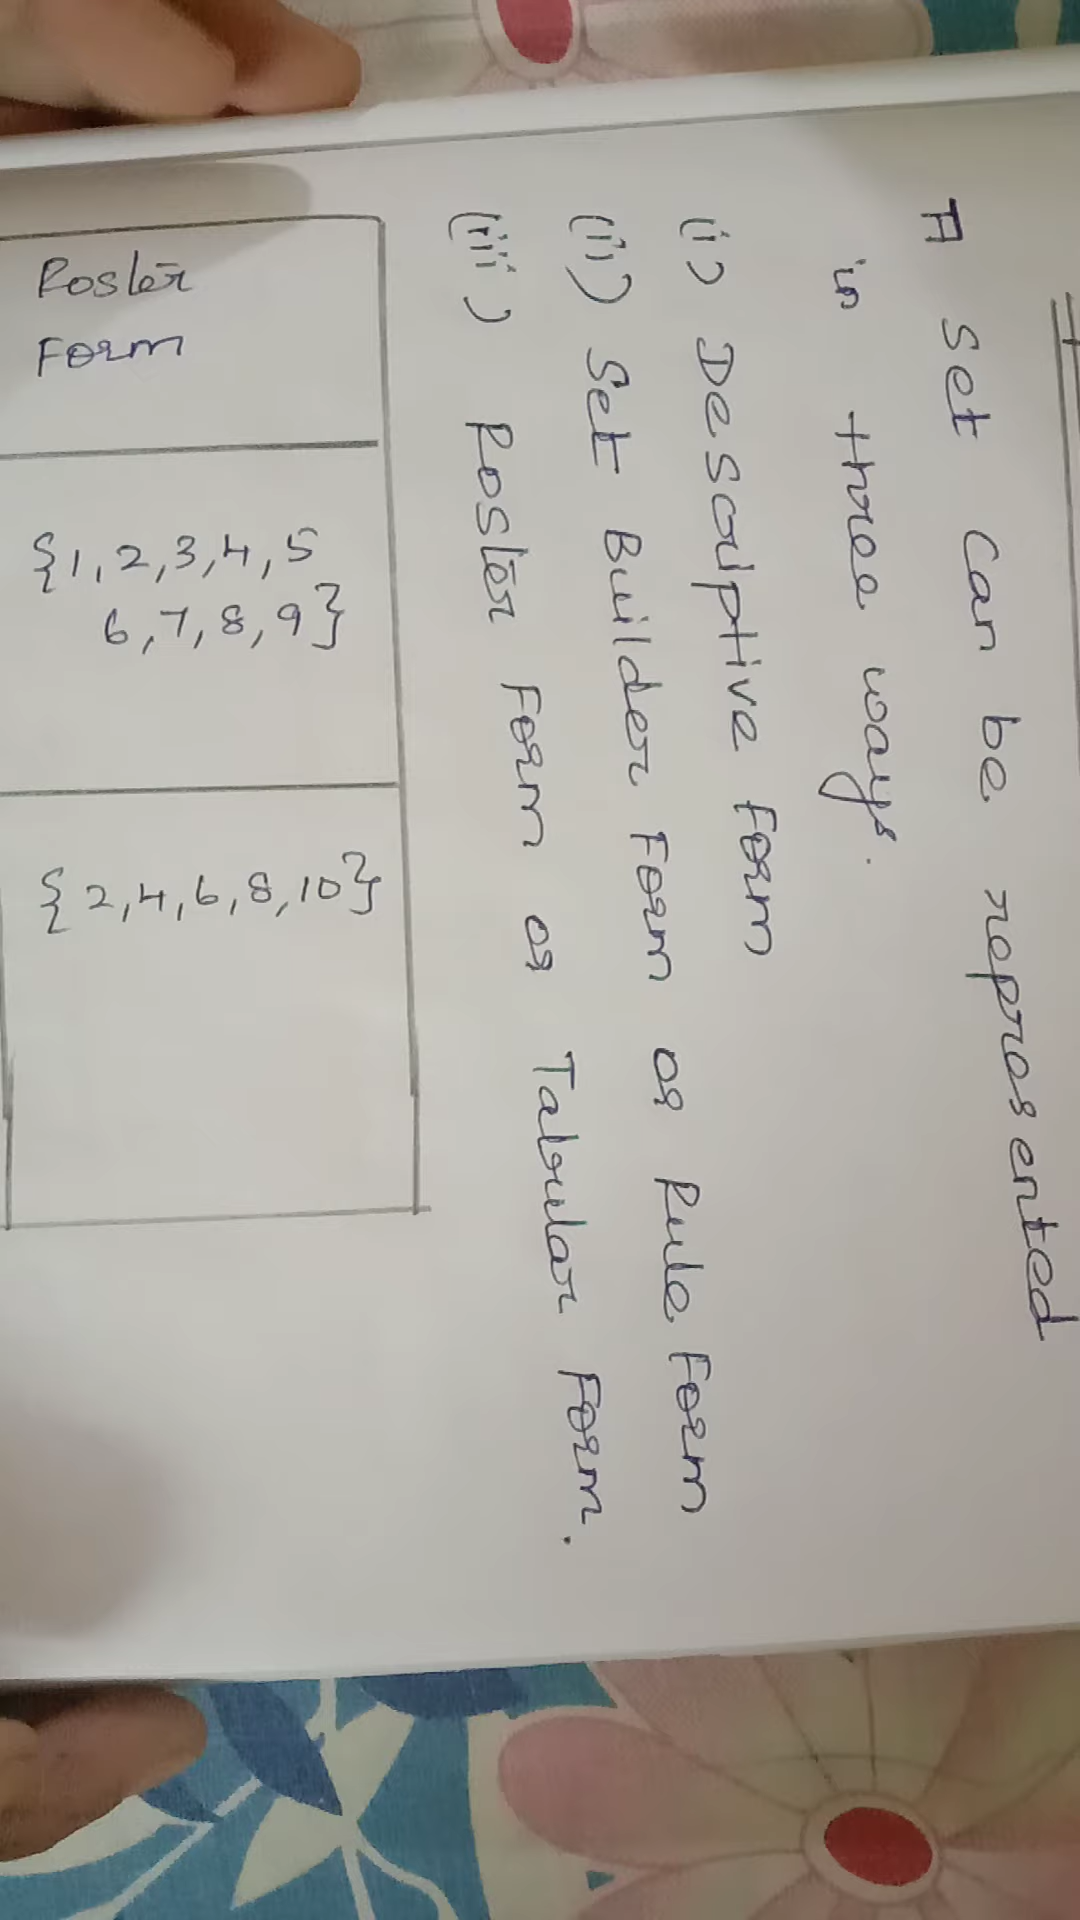 A set can be represented
in three ways.
(i) Descriptive Form
(ii) Set Builder Form or Rule Form
(iii) Roster Form or Tabular Form.
Roster
Form
{1,2,3,4,5
6,7,8,9}
{2,4,6,8,10}